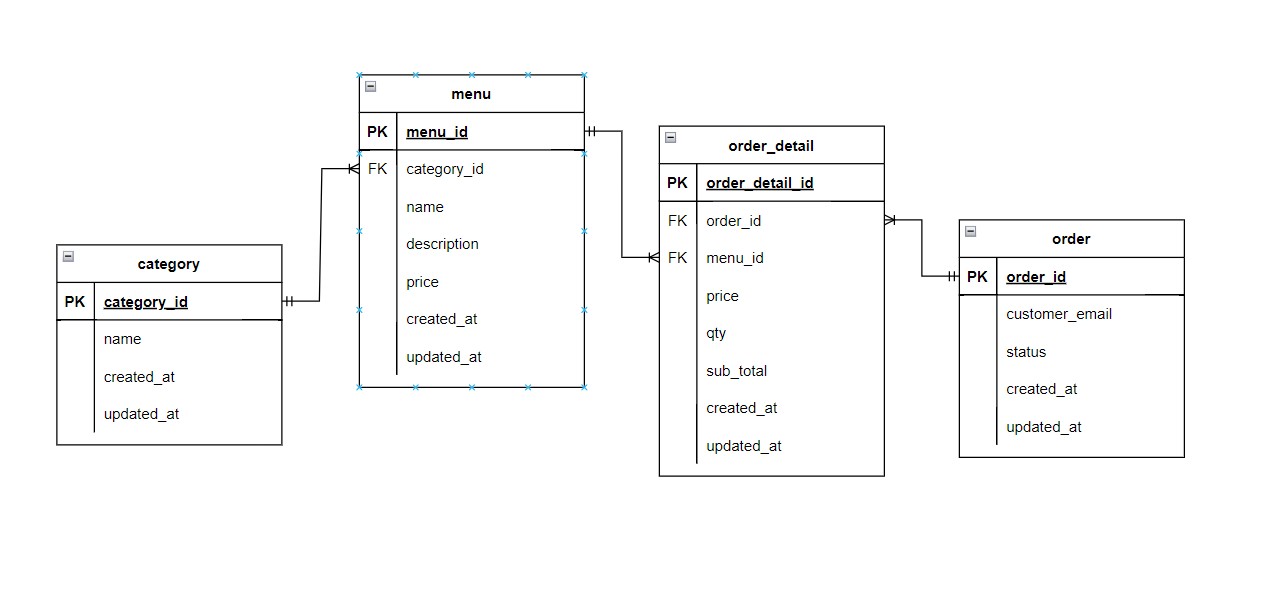 menu
PK menu_id
FK category_id
name
description
price
created_at
updated_at
category
PK category_id
name
created_at
updated_at
order_detail
PK order_detail_id
FK order_id
FK menu_id
price
qty
sub_total
created_at
updated_at
order
PK order_id
customer_email
status
created_at
updated_at